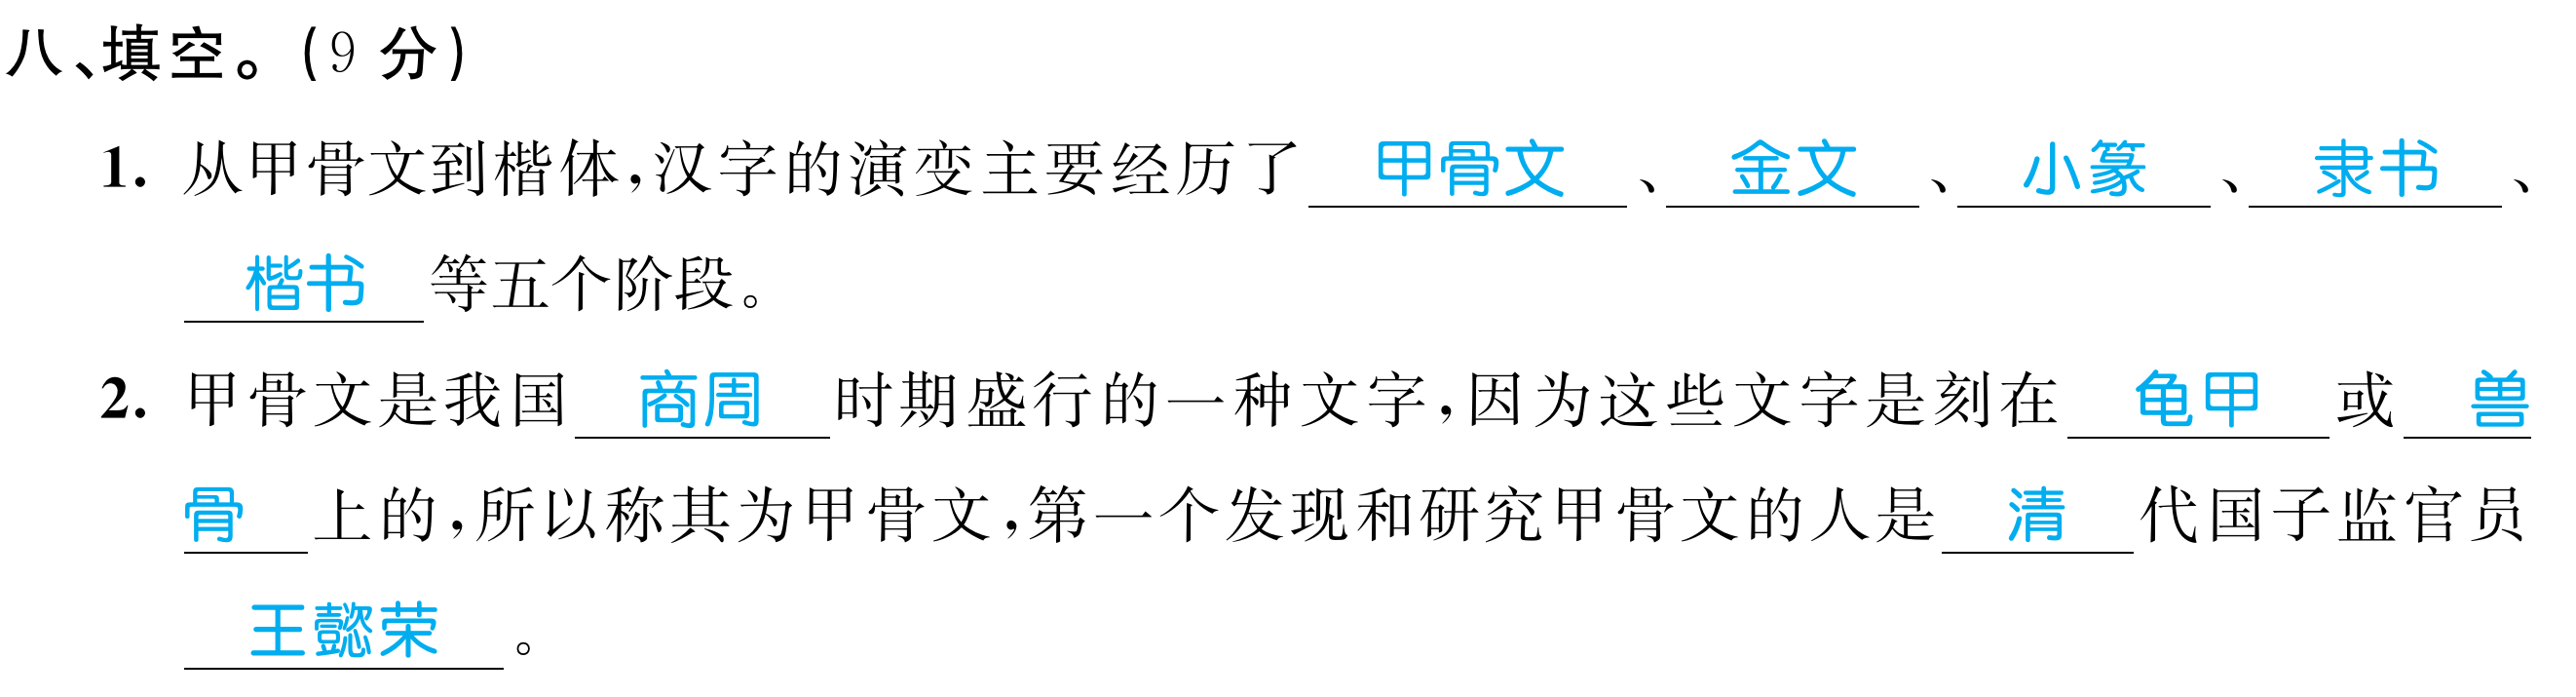 八、填空。(9 分)
1. 从甲骨文到楷体,汉字的演变主要经历了 甲骨文 、 金文 、 小篆 、 隶书 、
楷书 等五个阶段。
2. 甲骨文是我国 商周 时期盛行的一种文字,因为这些文字是刻在 龟甲 或 兽
骨 上的,所以称其为甲骨文,第一个发现和研究甲骨文的人是 清 代国子监官员
王懿荣 。